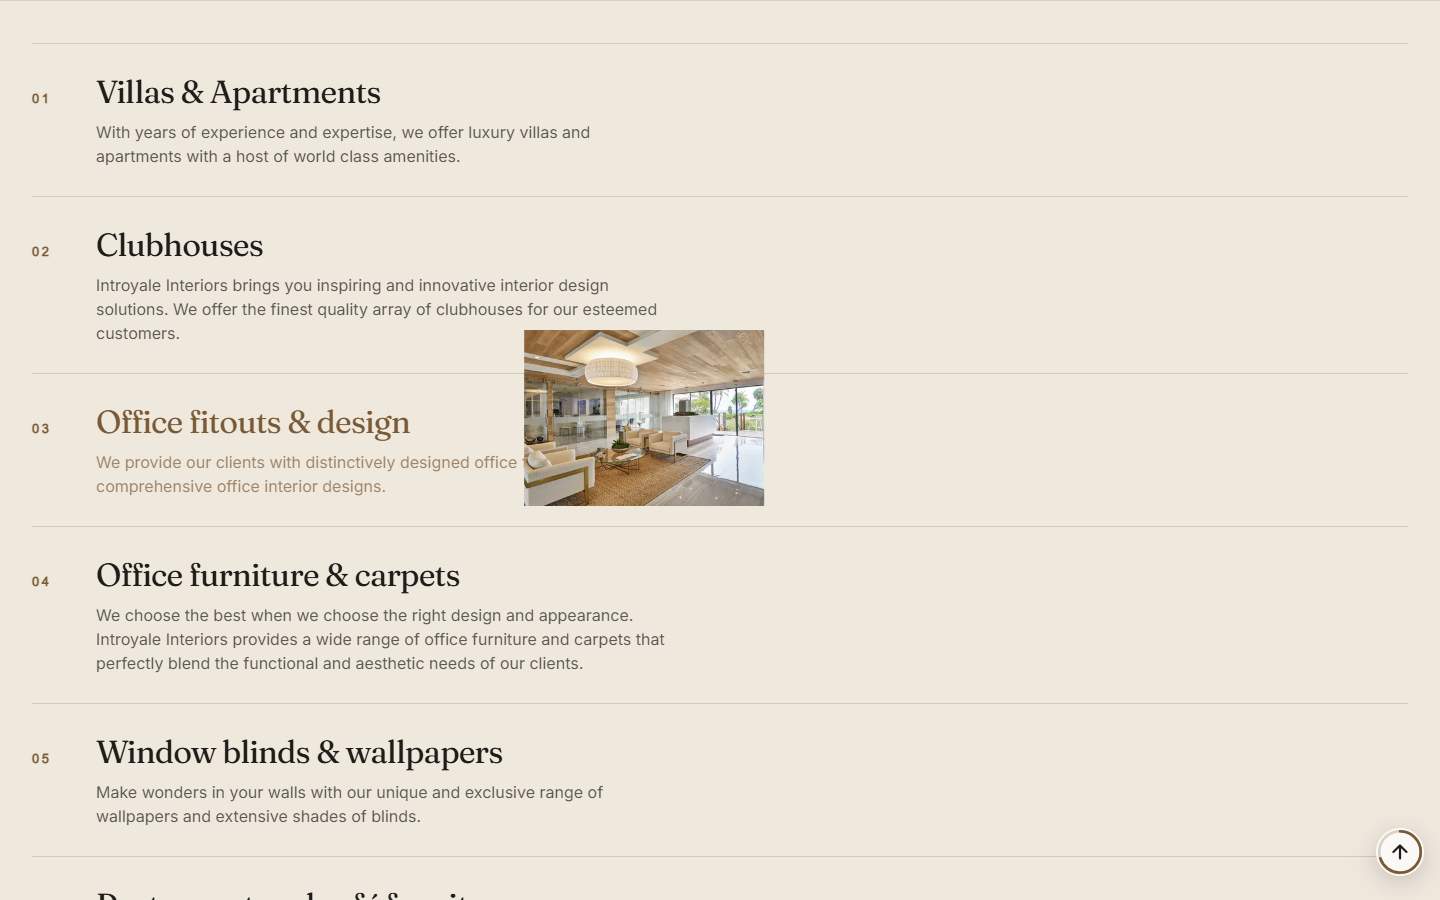 01
Villas & Apartments
With years of experience and expertise, we offer luxury villas and
apartments with a host of world class amenities.
02
Clubhouses
Introyale Interiors brings you inspiring and innovative interior design
solutions. We offer the finest quality array of clubhouses for our esteemed
customers.
03
Office fitouts & design
We provide our clients with distinctively designed office
comprehensive office interior designs.
04
Office furniture & carpets
We choose the best when we choose the right design and appearance.
Introyale Interiors provides a wide range of office furniture and carpets that
perfectly blend the functional and aesthetic needs of our clients.
05
Window blinds & wallpapers
Make wonders in your walls with our unique and exclusive range of
wallpapers and extensive shades of blinds.